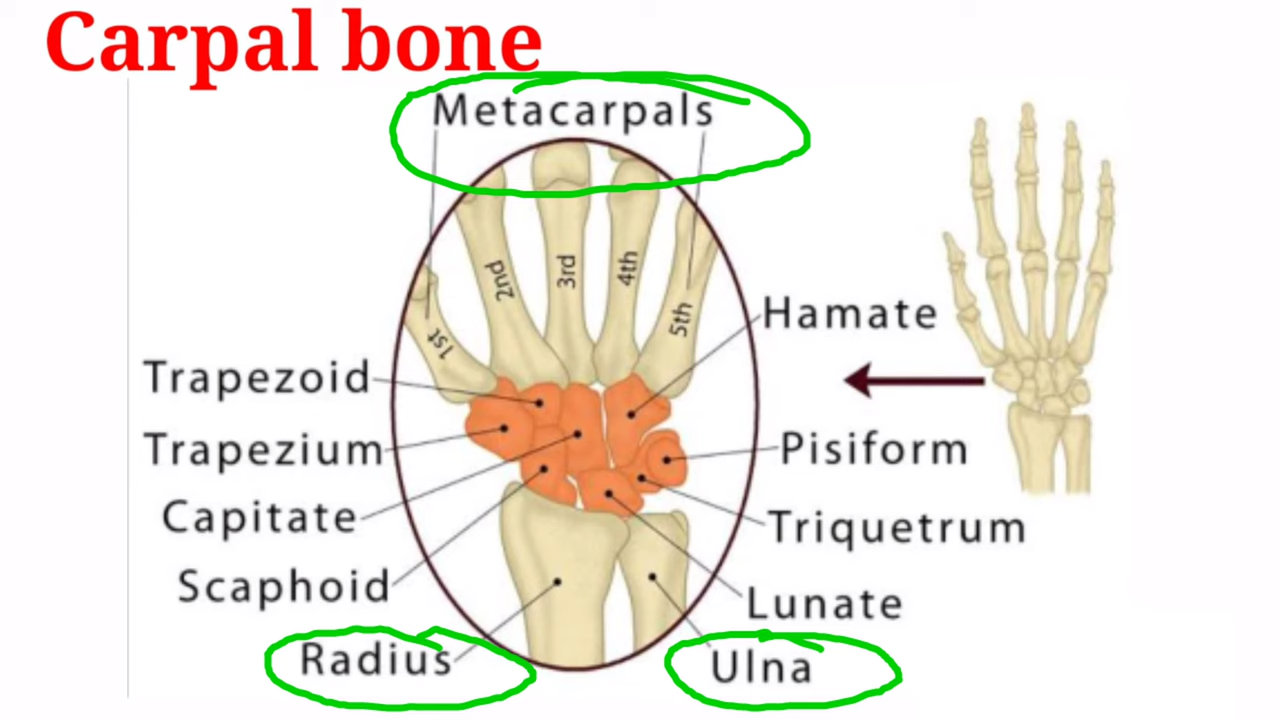 Carpal bone
Metacarpals
1st
2nd
3rd
4th
5th
Hamate
Trapezoid
Trapezium
Pisiform
Capitate
Triquetrum
Scaphoid
Lunate
Radius
Ulna